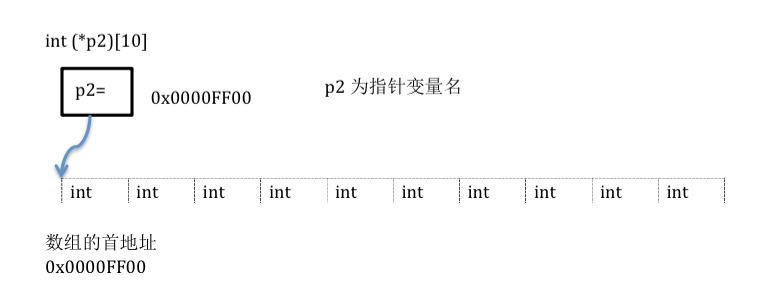 int (*p2)[10]
p2=
0x0000FF00
p2 为指针变量名
int int int int int int int int int int
数组的首地址
0x0000FF00